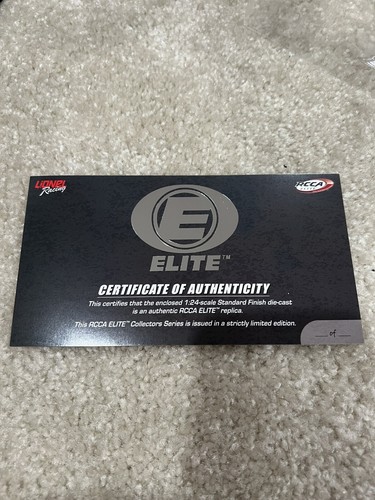 LIONEL Racing
RCCA
E
ELITE™
CERTIFICATE OF AUTHENTICITY
This certifies that the enclosed 1:24-scale Standard Finish die-cast
is an authentic RCCA ELITE™ replica.
This RCCA ELITE™ Collectors Series is issued in a strictly limited edition.
___of___